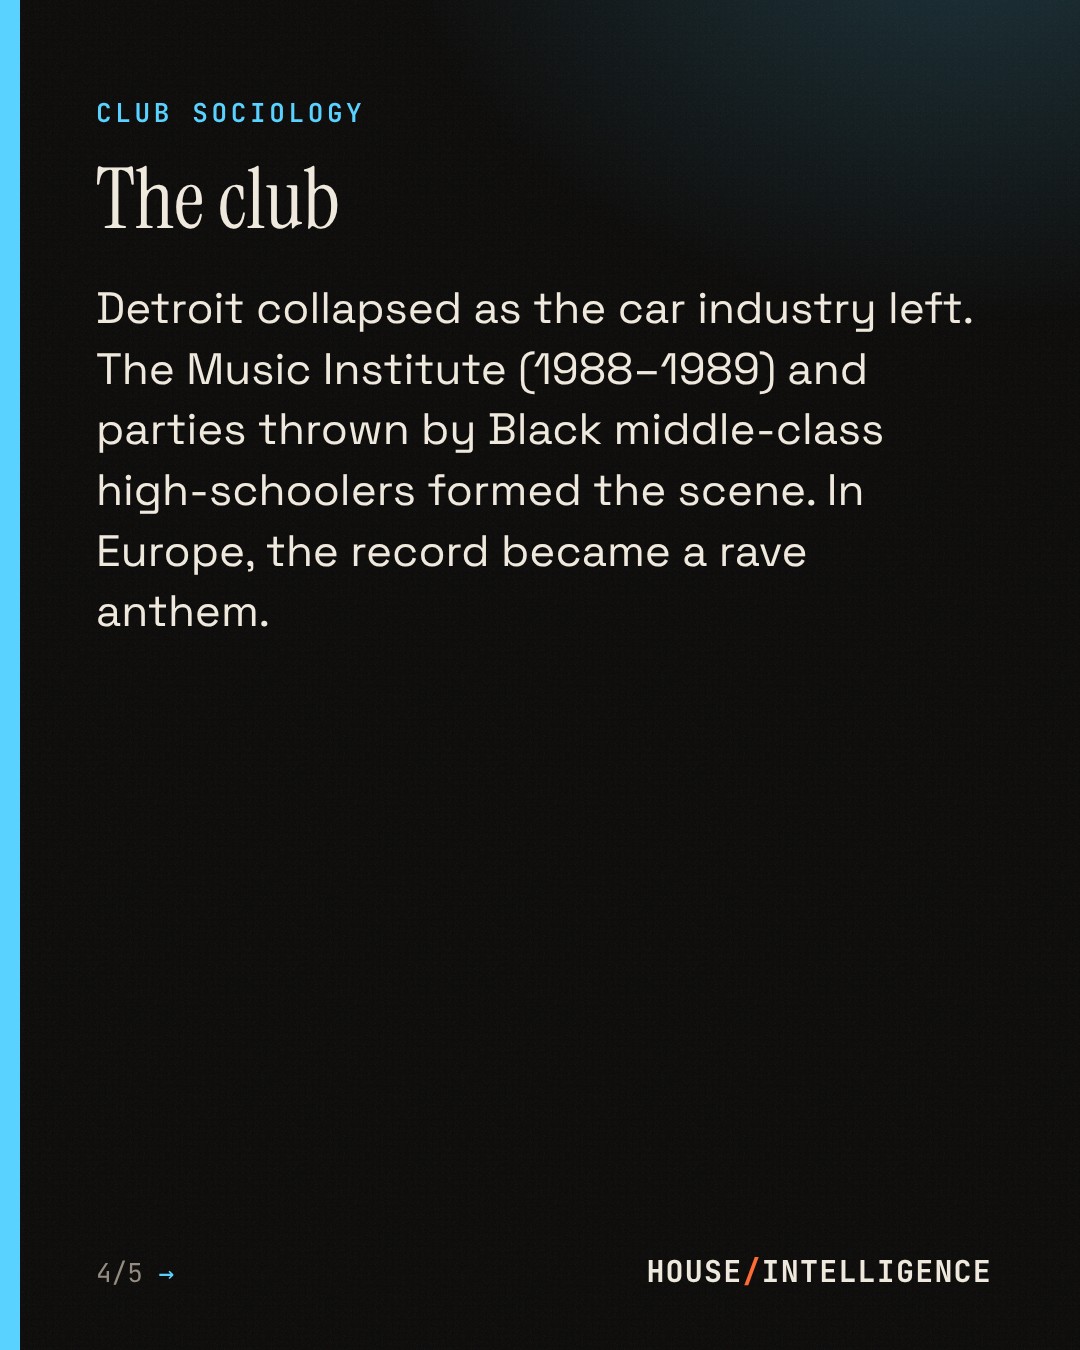 CLUB SOCIOLOGY
The club
Detroit collapsed as the car industry left.
The Music Institute (1988–1989) and
parties thrown by Black middle-class
high-schoolers formed the scene. In
Europe, the record became a rave
anthem.
4/5 →
HOUSE/INTELLIGENCE